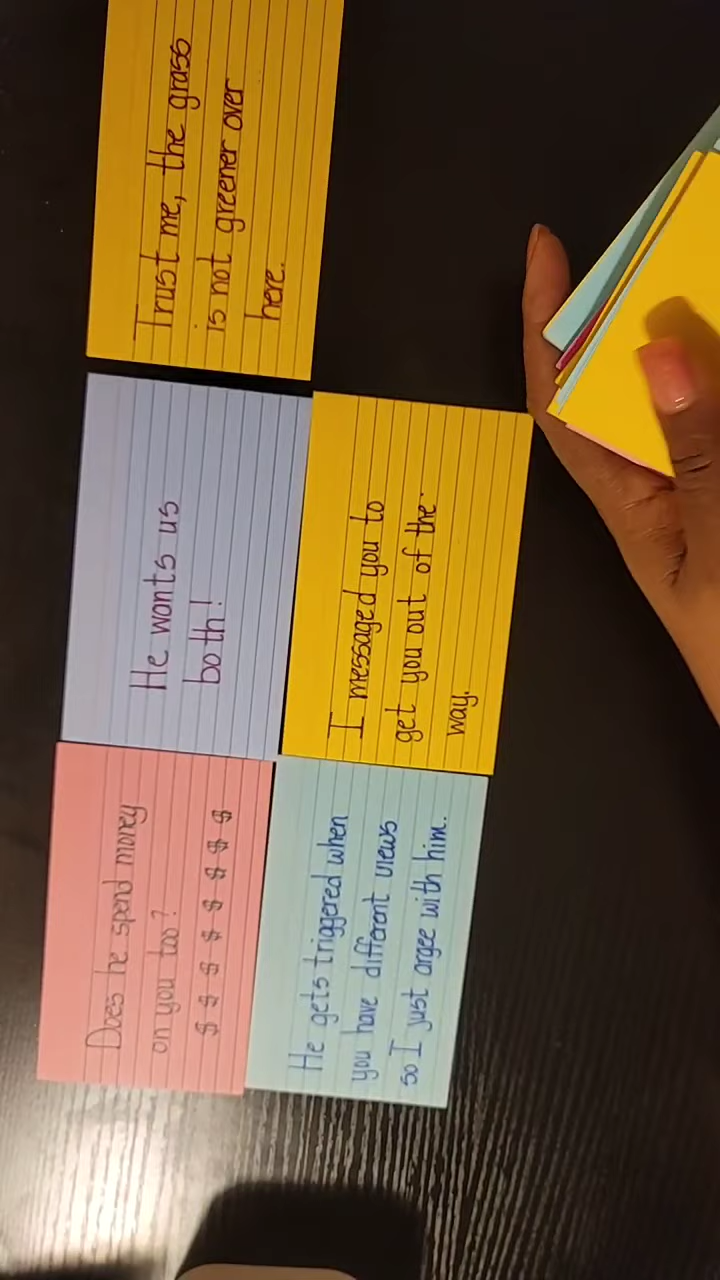 Does he spend money
on you too?
$ $ $ $ $ $ $ $
He wants us
both!
Trust me, the grass
is not greener over
here.
He gets triggered when
you have different views
so I just argee with him.
I messaged you to
get you out of the
way.